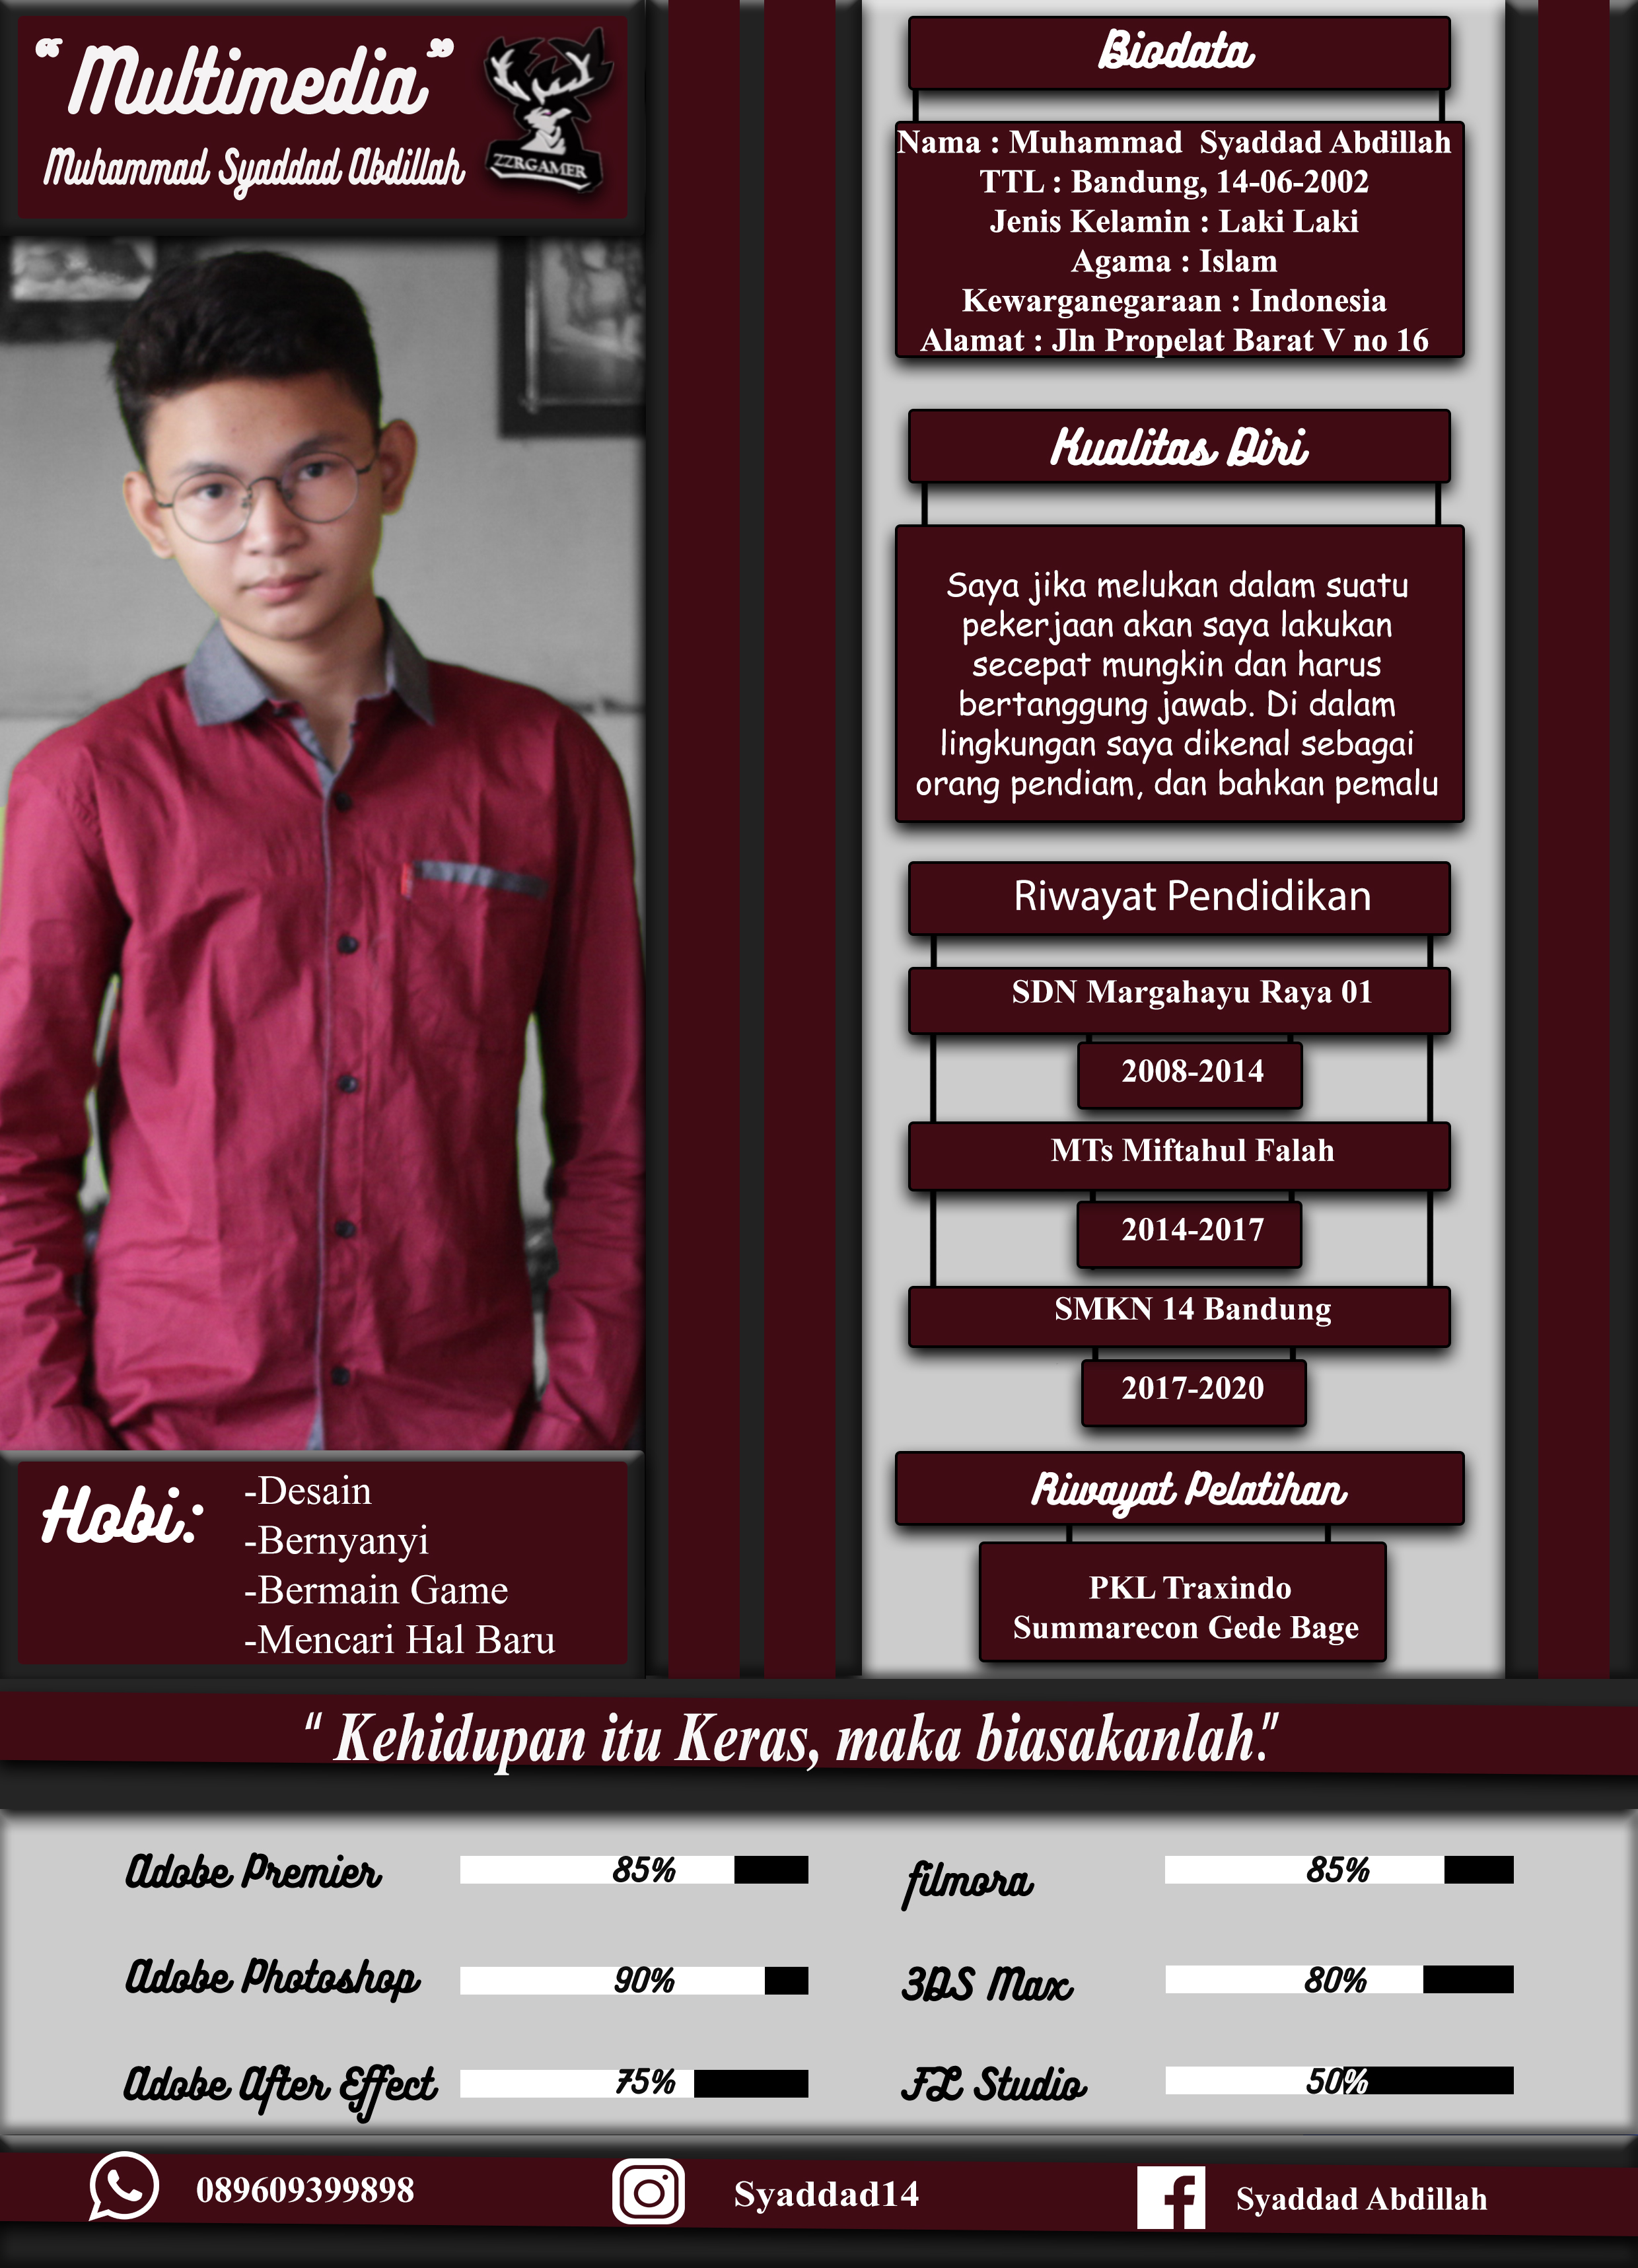 “Multimedia”
Muhammad Syaddad Abdillah
ZZRGAMER
Hobi:
-Desain
-Bernyanyi
-Bermain Game
-Mencari Hal Baru
Biodata
Nama : Muhammad Syaddad Abdillah
TTL : Bandung, 14-06-2002
Jenis Kelamin : Laki Laki
Agama : Islam
Kewarganegaraan : Indonesia
Alamat : Jln Propelat Barat V no 16
Kualitas Diri
Saya jika melukan dalam suatu
pekerjaan akan saya lakukan
secepat mungkin dan harus
bertanggung jawab. Di dalam
lingkungan saya dikenal sebagai
orang pendiam, dan bahkan pemalu
Riwayat Pendidikan
SDN Margahayu Raya 01
2008-2014
MTs Miftahul Falah
2014-2017
SMKN 14 Bandung
2017-2020
Riwayat Pelatihan
PKL Traxindo
Summarecon Gede Bage
“ Kehidupan itu Keras, maka biasakanlah."
Adobe Premier 85%
filmora 85%
Adobe Photoshop 90%
3DS Max 80%
Adobe After Effect 75%
FL Studio 50%
089609399898
Syaddad14
Syaddad Abdillah